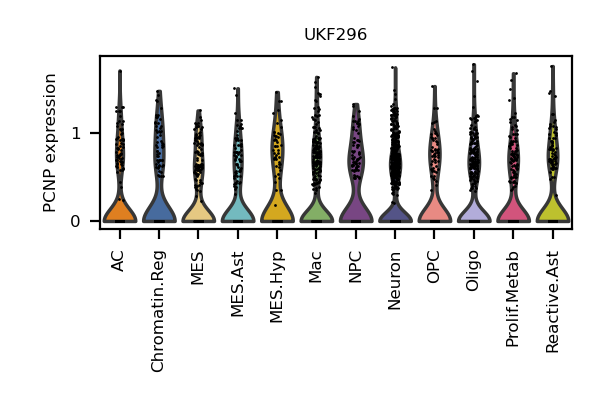 UKF296
PCNP expression
1
0
AC
Chromatin.Reg
MES
MES.Ast
MES.Hyp
Mac
NPC
Neuron
OPC
Oligo
Prolif.Metab
Reactive.Ast